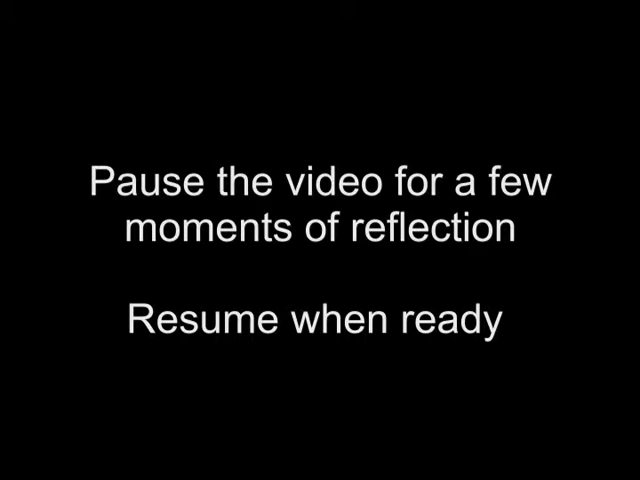 Pause the video for a few
moments of reflection
Resume when ready